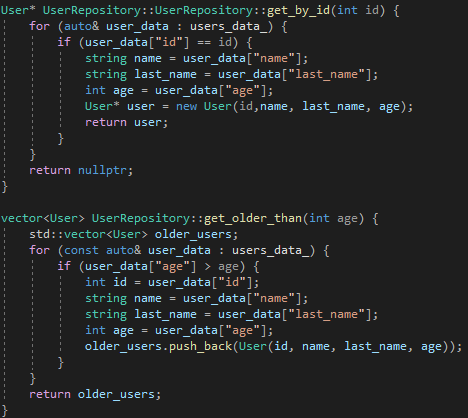 User* UserRepository::UserRepository::get_by_id(int id) {
for (auto& user_data : users_data_) {
if (user_data["id"] == id) {
string name = user_data["name"];
string last_name = user_data["last_name"];
int age = user_data["age"];
User* user = new User(id,name, last_name, age);
return user;
}
}
return nullptr;
}
vector<User> UserRepository::get_older_than(int age) {
std::vector<User> older_users;
for (const auto& user_data : users_data_) {
if (user_data["age"] > age) {
int id = user_data["id"];
string name = user_data["name"];
string last_name = user_data["last_name"];
int age = user_data["age"];
older_users.push_back(User(id, name, last_name, age));
}
}
return older_users;
}